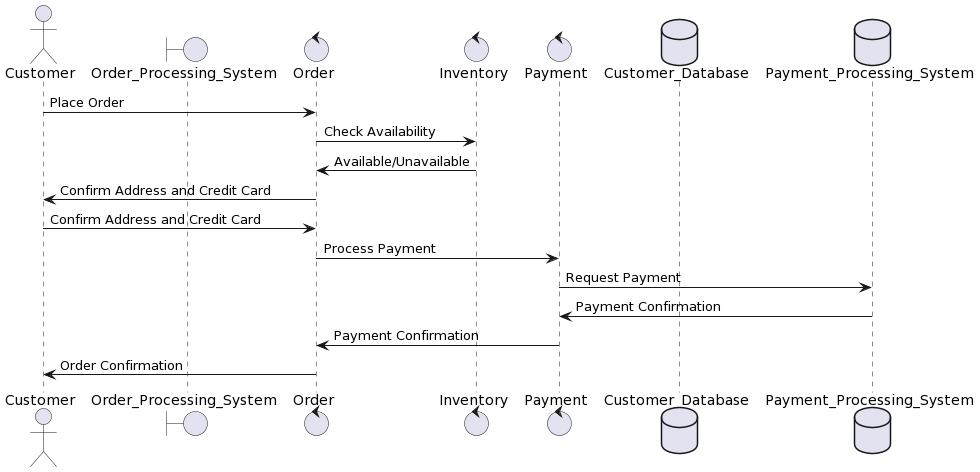 Customer Order_Processing_System Order Inventory Payment Customer_Database Payment_Processing_System
Place Order
Check Availability
Available/Unavailable
Confirm Address and Credit Card
Confirm Address and Credit Card
Process Payment
Request Payment
Payment Confirmation
Payment Confirmation
Order Confirmation
Customer Order_Processing_System Order Inventory Payment Customer_Database Payment_Processing_System